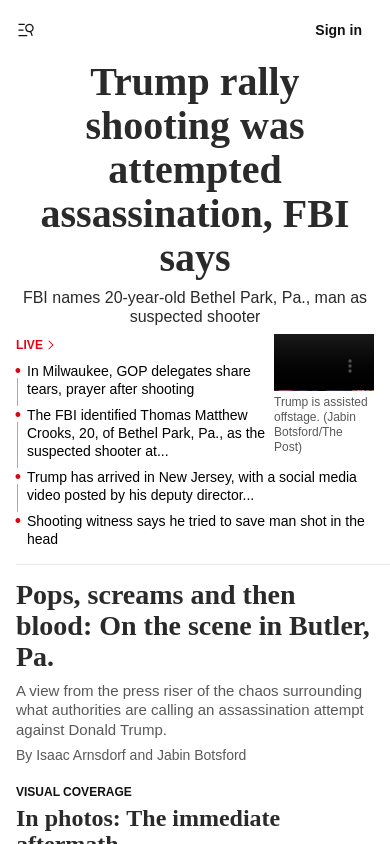 Sign in
Trump rally
shooting was
attempted
assassination, FBI
says
FBI names 20-year-old Bethel Park, Pa., man as
suspected shooter
LIVE
In Milwaukee, GOP delegates share
tears, prayer after shooting
The FBI identified Thomas Matthew
Crooks, 20, of Bethel Park, Pa., as the
suspected shooter at...
Trump has arrived in New Jersey, with a social media
video posted by his deputy director...
Shooting witness says he tried to save man shot in the
head
Trump is assisted
offstage. (Jabin
Botsford/The
Post)
Pops, screams and then
blood: On the scene in Butler,
Pa.
A view from the press riser of the chaos surrounding
what authorities are calling an assassination attempt
against Donald Trump.
By Isaac Arnsdorf and Jabin Botsford
VISUAL COVERAGE
In photos: The immediate
aftermath